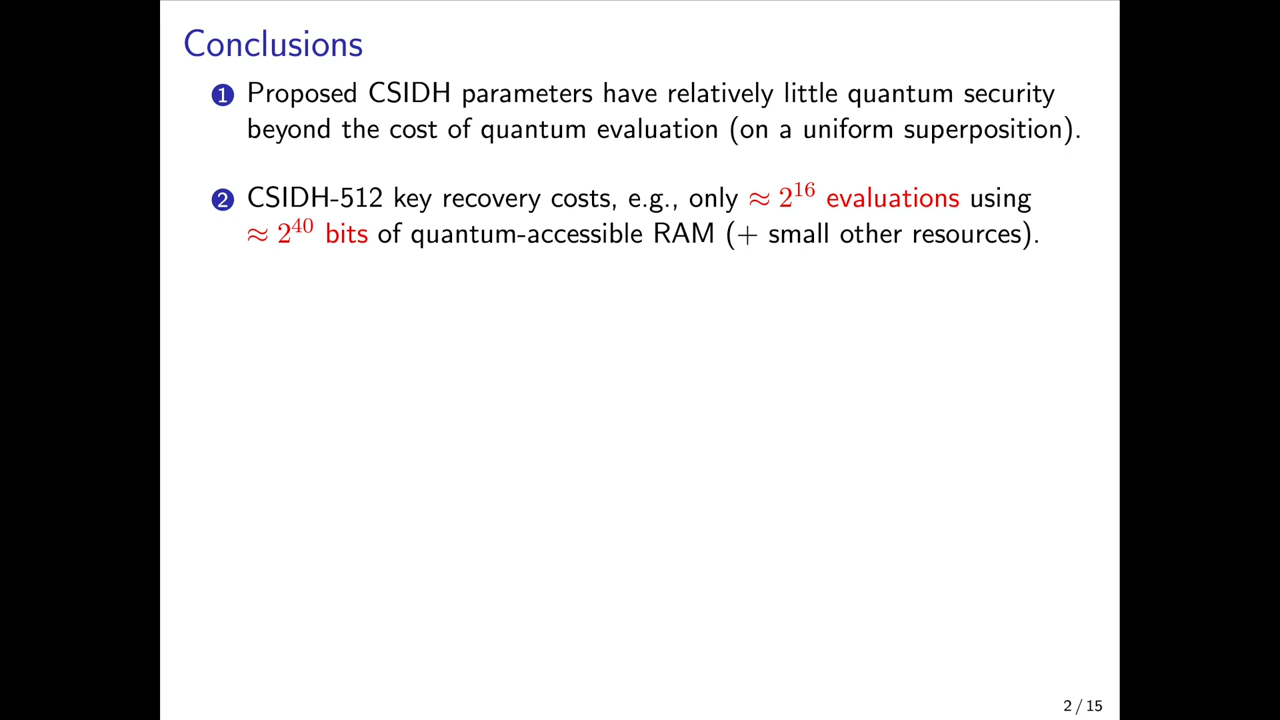 Conclusions
1 Proposed CSIDH parameters have relatively little quantum security
beyond the cost of quantum evaluation (on a uniform superposition).
2 CSIDH-512 key recovery costs, e.g., only ≈ 2^16 evaluations using
≈ 2^40 bits of quantum-accessible RAM (+ small other resources).
2 / 15